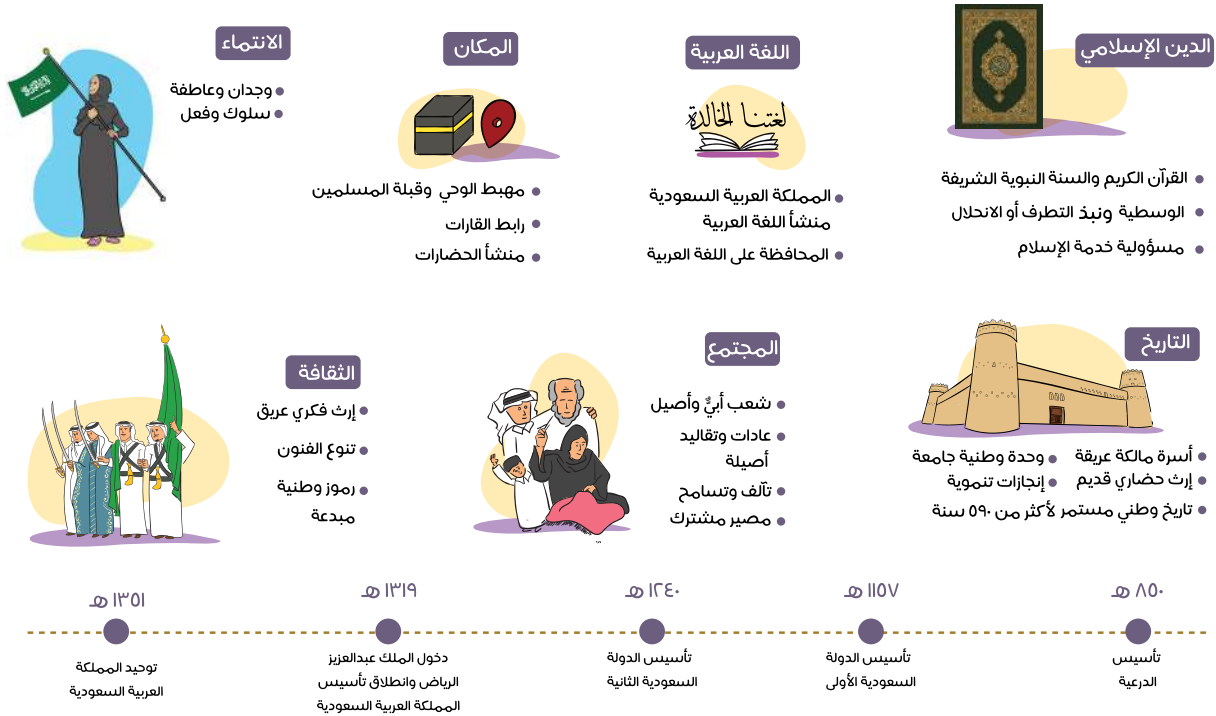 الدين الإسلامي
القرآن الكريم والسنة النبوية الشريفة
الوسطية ونبذ التطرف أو الانحلال
مسؤولية خدمة الإسلام
اللغة العربية
لغتنا الخالدة
المملكة العربية السعودية
منشأ اللغة العربية
المحافظة على اللغة العربية
المكان
مهبط الوحي وقبلة المسلمين
رابط القارات
منشأ الحضارات
الانتماء
وجدان وعاطفة
سلوك وفعل
التاريخ
أسرة مالكة عريقة
وحدة وطنية جامعة
إرث حضاري قديم
إنجازات تنموية
تاريخ وطني مستمر لأكثر من ٥٩٠ سنة
المجتمع
شعب أبيٌّ وأصيل
عادات وتقاليد
أصيلة
تآلف وتسامح
مصير مشترك
الثقافة
إرث فكري عريق
تنوع الفنون
رموز وطنية
مبدعة
٨٥٠ هـ
تأسيس
الدرعية
١١٥٧ هـ
تأسيس الدولة
السعودية الأولى
١٢٤٠ هـ
تأسيس الدولة
السعودية الثانية
١٣١٩ هـ
دخول الملك عبدالعزيز
الرياض وانطلاق تأسيس
المملكة العربية السعودية
١٣٥١ هـ
توحيد المملكة
العربية السعودية